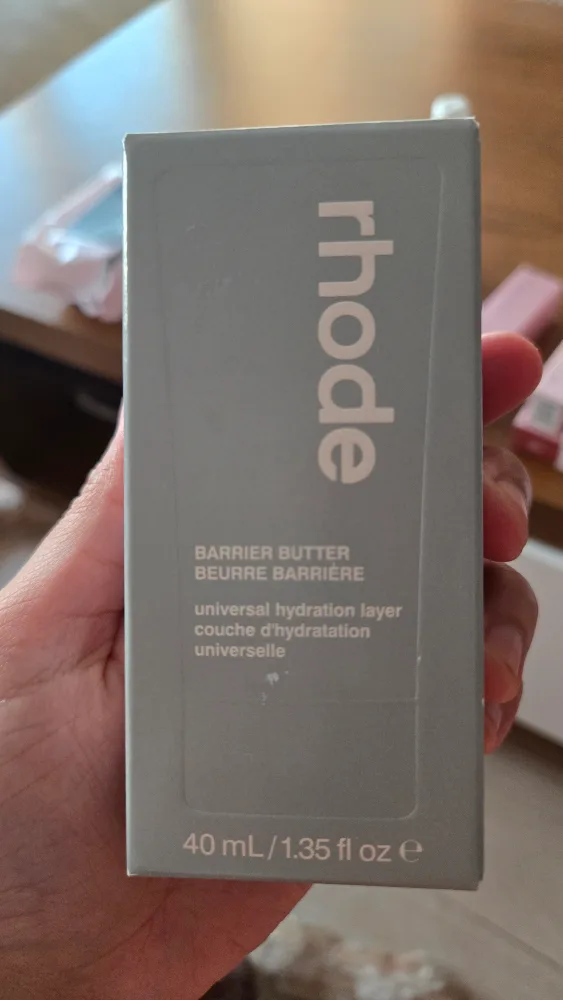 rhode
BARRIER BUTTER
BEURRE BARRIÈRE
universal hydration layer
couche d'hydratation
universelle
40 mL/1.35 fl oz ℮